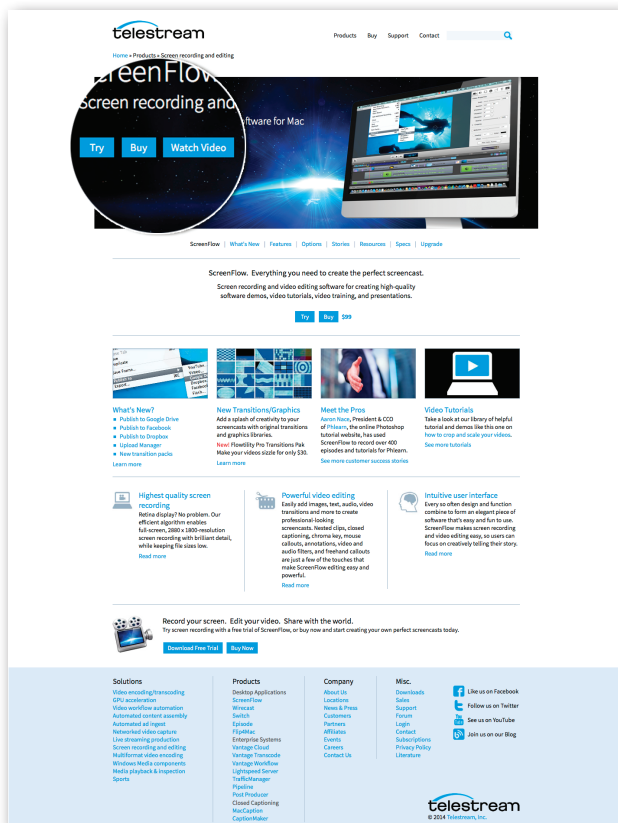 telestream
Products Buy Support Contact
Home » Products » Screen recording and editing
reenFlow
Screen recording and
oftware for Mac
Try Buy Watch Video
ScreenFlow | What's New | Features | Options | Stories | Resources | Specs | Upgrade
ScreenFlow. Everything you need to create the perfect screencast.
Screen recording and video editing software for creating high-quality
software demos, video tutorials, video training, and presentations.
Try Buy $99
What's New?
Publish to Google Drive
Publish to Facebook
Publish to Dropbox
Upload Manager
New transition packs
Learn more
New Transitions/Graphics
Add a splash of creativity to your
screencasts with original transitions
and graphics libraries.
New! Flowtility Pro Transitions Pak
Make your videos sizzle for only $30.
Learn more
Meet the Pros
Aaron Nace, President & CCO
of Phlearn, the online Photoshop
tutorial website, has used
ScreenFlow to record over 400
episodes and tutorials for Phlearn.
See more customer success stories
Video Tutorials
Take a look at our library of helpful
tutorial and demos like this one on
how to crop and scale your videos.
See more tutorials
Highest quality screen
recording
Retina display? No problem. Our
efficient algorithm enables
full-screen, 2880 x 1800-resolution
screen recording with brilliant detail,
while keeping file sizes low.
Read more
Powerful video editing
Easily add images, text, audio, video
transitions and more to create
professional-looking
screencasts. Nested clips, closed
captioning, chroma key, mouse
callouts, annotations, video and
audio filters, and freehand callouts
are just a few of the touches that
make ScreenFlow editing easy and
powerful.
Read more
Intuitive user interface
Every so often design and function
combine to form an elegant piece of
software that's easy and fun to use.
ScreenFlow makes screen recording
and video editing easy, so users can
focus on creatively telling their story.
Read more
Record your screen. Edit your video. Share with the world.
Try screen recording with a free trial of ScreenFlow, or buy now and start creating your own perfect screencasts today.
Download Free Trial Buy Now
Solutions
Video encoding/transcoding
GPU acceleration
Video workflow automation
Automated content assembly
Automated ad ingest
Networked video capture
Live streaming production
Screen recording and editing
Multiformat video encoding
Windows Media components
Media playback & inspection
Sports
Products
Desktop Applications
ScreenFlow
Wirecast
Switch
Episode
Flip4Mac
Enterprise Systems
Vantage Cloud
Vantage Transcode
Vantage Workflow
Lightspeed Server
TrafficManager
Pipeline
Post Producer
Closed Captioning
MacCaption
CaptionMaker
Company
About Us
Locations
News & Press
Customers
Partners
Affiliates
Events
Careers
Contact Us
Misc.
Downloads
Sales
Support
Forum
Login
Contact
Subscriptions
Privacy Policy
Literature
Like us on Facebook
Follow us on Twitter
See us on YouTube
Join us on our Blog
telestream
© 2014 Telestream, Inc.